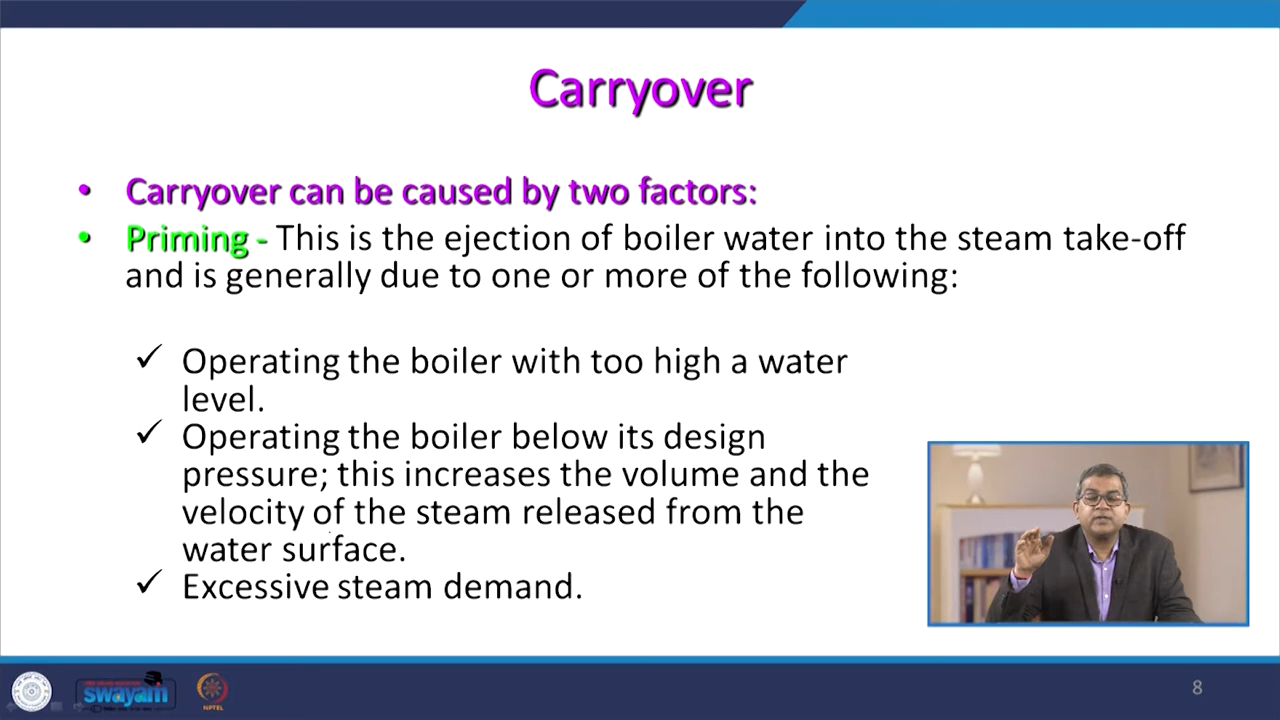 Carryover
• Carryover can be caused by two factors:
• Priming - This is the ejection of boiler water into the steam take-off
and is generally due to one or more of the following:
✓ Operating the boiler with too high a water
level.
✓ Operating the boiler below its design
pressure; this increases the volume and the
velocity of the steam released from the
water surface.
✓ Excessive steam demand.
swayam
NPTEL
8